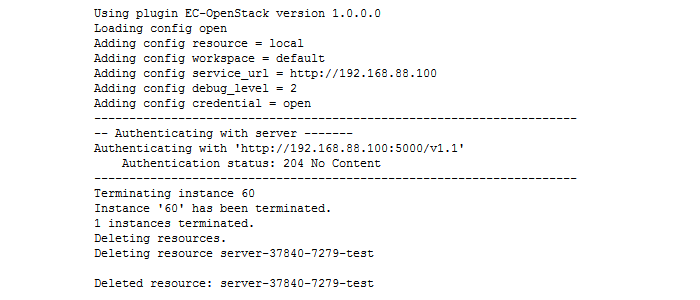 Using plugin EC-OpenStack version 1.0.0.0
Loading config open
Adding config resource = local
Adding config workspace = default
Adding config service_url = http://192.168.88.100
Adding config debug_level = 2
Adding config credential = open
---------------------------------------------------------------------
-- Authenticating with server -------
Authenticating with 'http://192.168.88.100:5000/v1.1'
    Authentication status: 204 No Content
---------------------------------------------------------------------
Terminating instance 60
Instance '60' has been terminated.
1 instances terminated.
Deleting resources.
Deleting resource server-37840-7279-test
Deleted resource: server-37840-7279-test